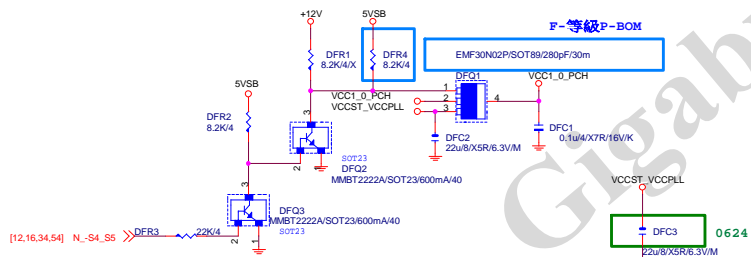 +12V
5VSB
F-等級P-BOM
DFR1
8.2K/4/X
DFR4
8.2K/4
EMF30N02P/SOT89/280pF/30m
DFQ1
VCC1_0_PCH
VCCST_VCCPLL
1
2
3
4
VCC1_0_PCH
5VSB
DFR2
8.2K/4
3
2
1
SOT23
DFQ2
MMBT2222A/SOT23/600mA/40
DFC2
22u/8/X5R/6.3V/M
DFC1
0.1u/4/X7R/16V/K
Gigaby
VCCST_VCCPLL
3
DFQ3
MMBT2222A/SOT23/600mA/40
SOT23
[12,16,34,54] N_-S4_S5
DFR3
22K/4
2
1
DFC3
0624
22u/8/X5R/6.3V/M